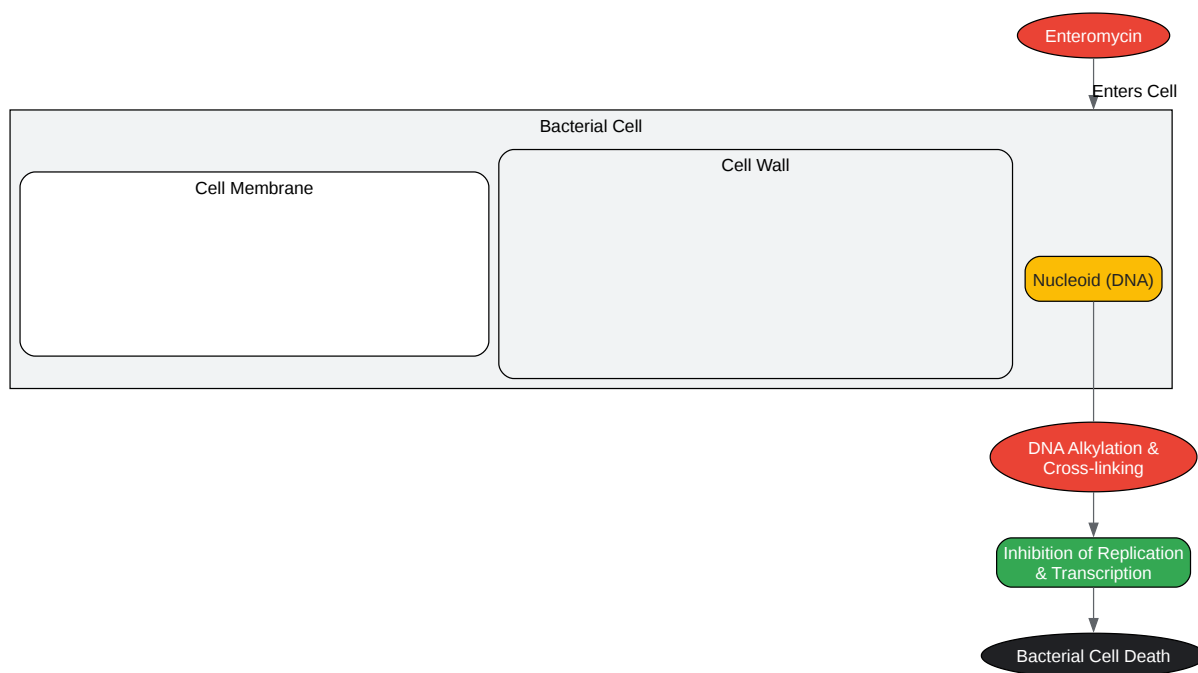 Enteromycin
Enters Cell
Bacterial Cell
Cell Wall
Cell Membrane
Nucleoid (DNA)
DNA Alkylation &
Cross-linking
Inhibition of Replication
& Transcription
Bacterial Cell Death